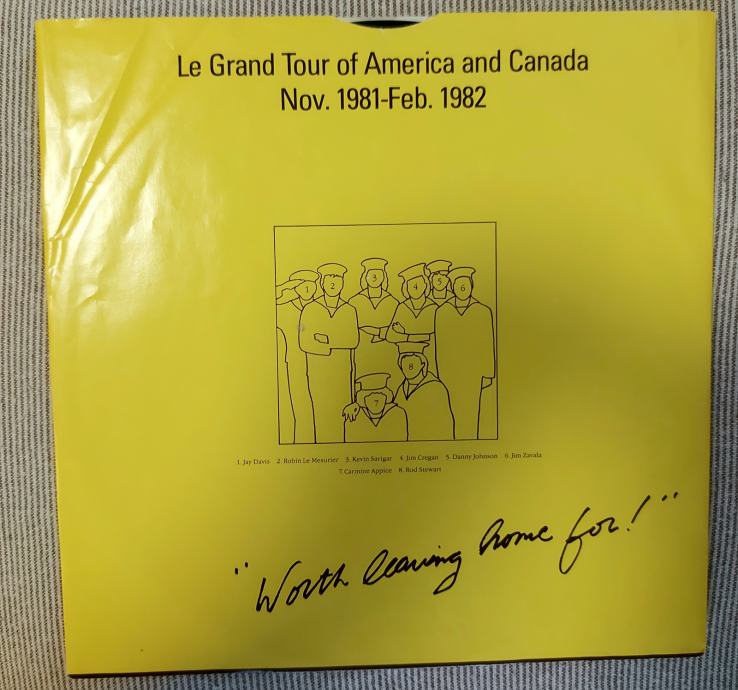 Le Grand Tour of America and Canada
Nov. 1981-Feb. 1982
1 2 3 4 5 6
8
7
1. Jay Davis 2. Robin Le Mesurier 3. Kevin Savigar 4. Jim Cregan 5. Danny Johnson 6. Jim Zavala
7. Carmine Appice 8. Rod Stewart
"Worth leaving home for!"